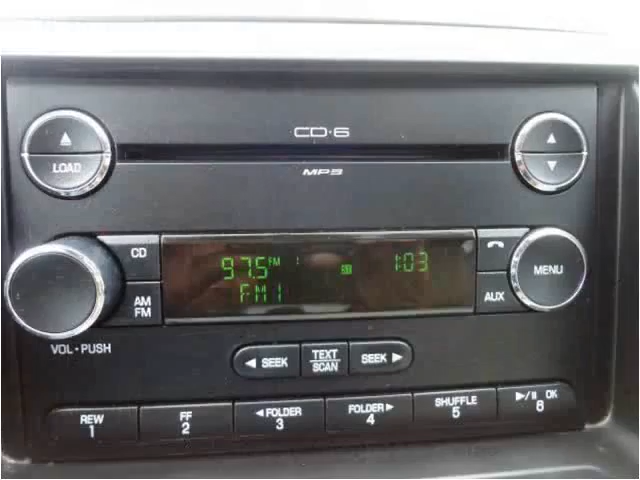 CD·6
LOAD
MP3
CD
97.5 FM
1:03
MENU
AM
FM
FM1
AUX
VOL·PUSH
SEEK
TEXT
SCAN
SEEK
REW
1
FF
2
FOLDER
3
FOLDER
4
SHUFFLE
5
OK
6